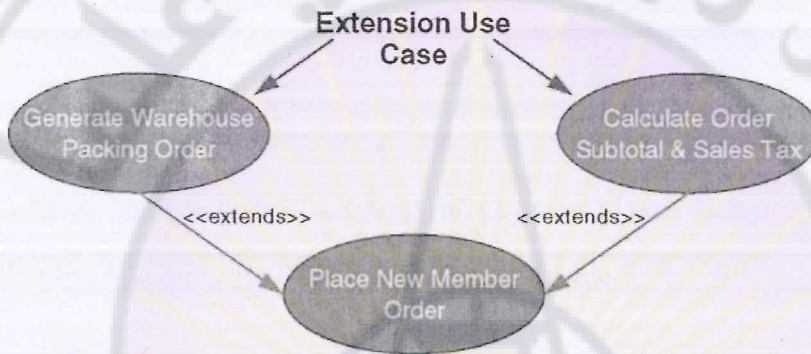 Extension Use
Case
Generate Warehouse
Packing Order
Calculate Order
Subtotal & Sales Tax
<<extends>>
<<extends>>
Place New Member
Order